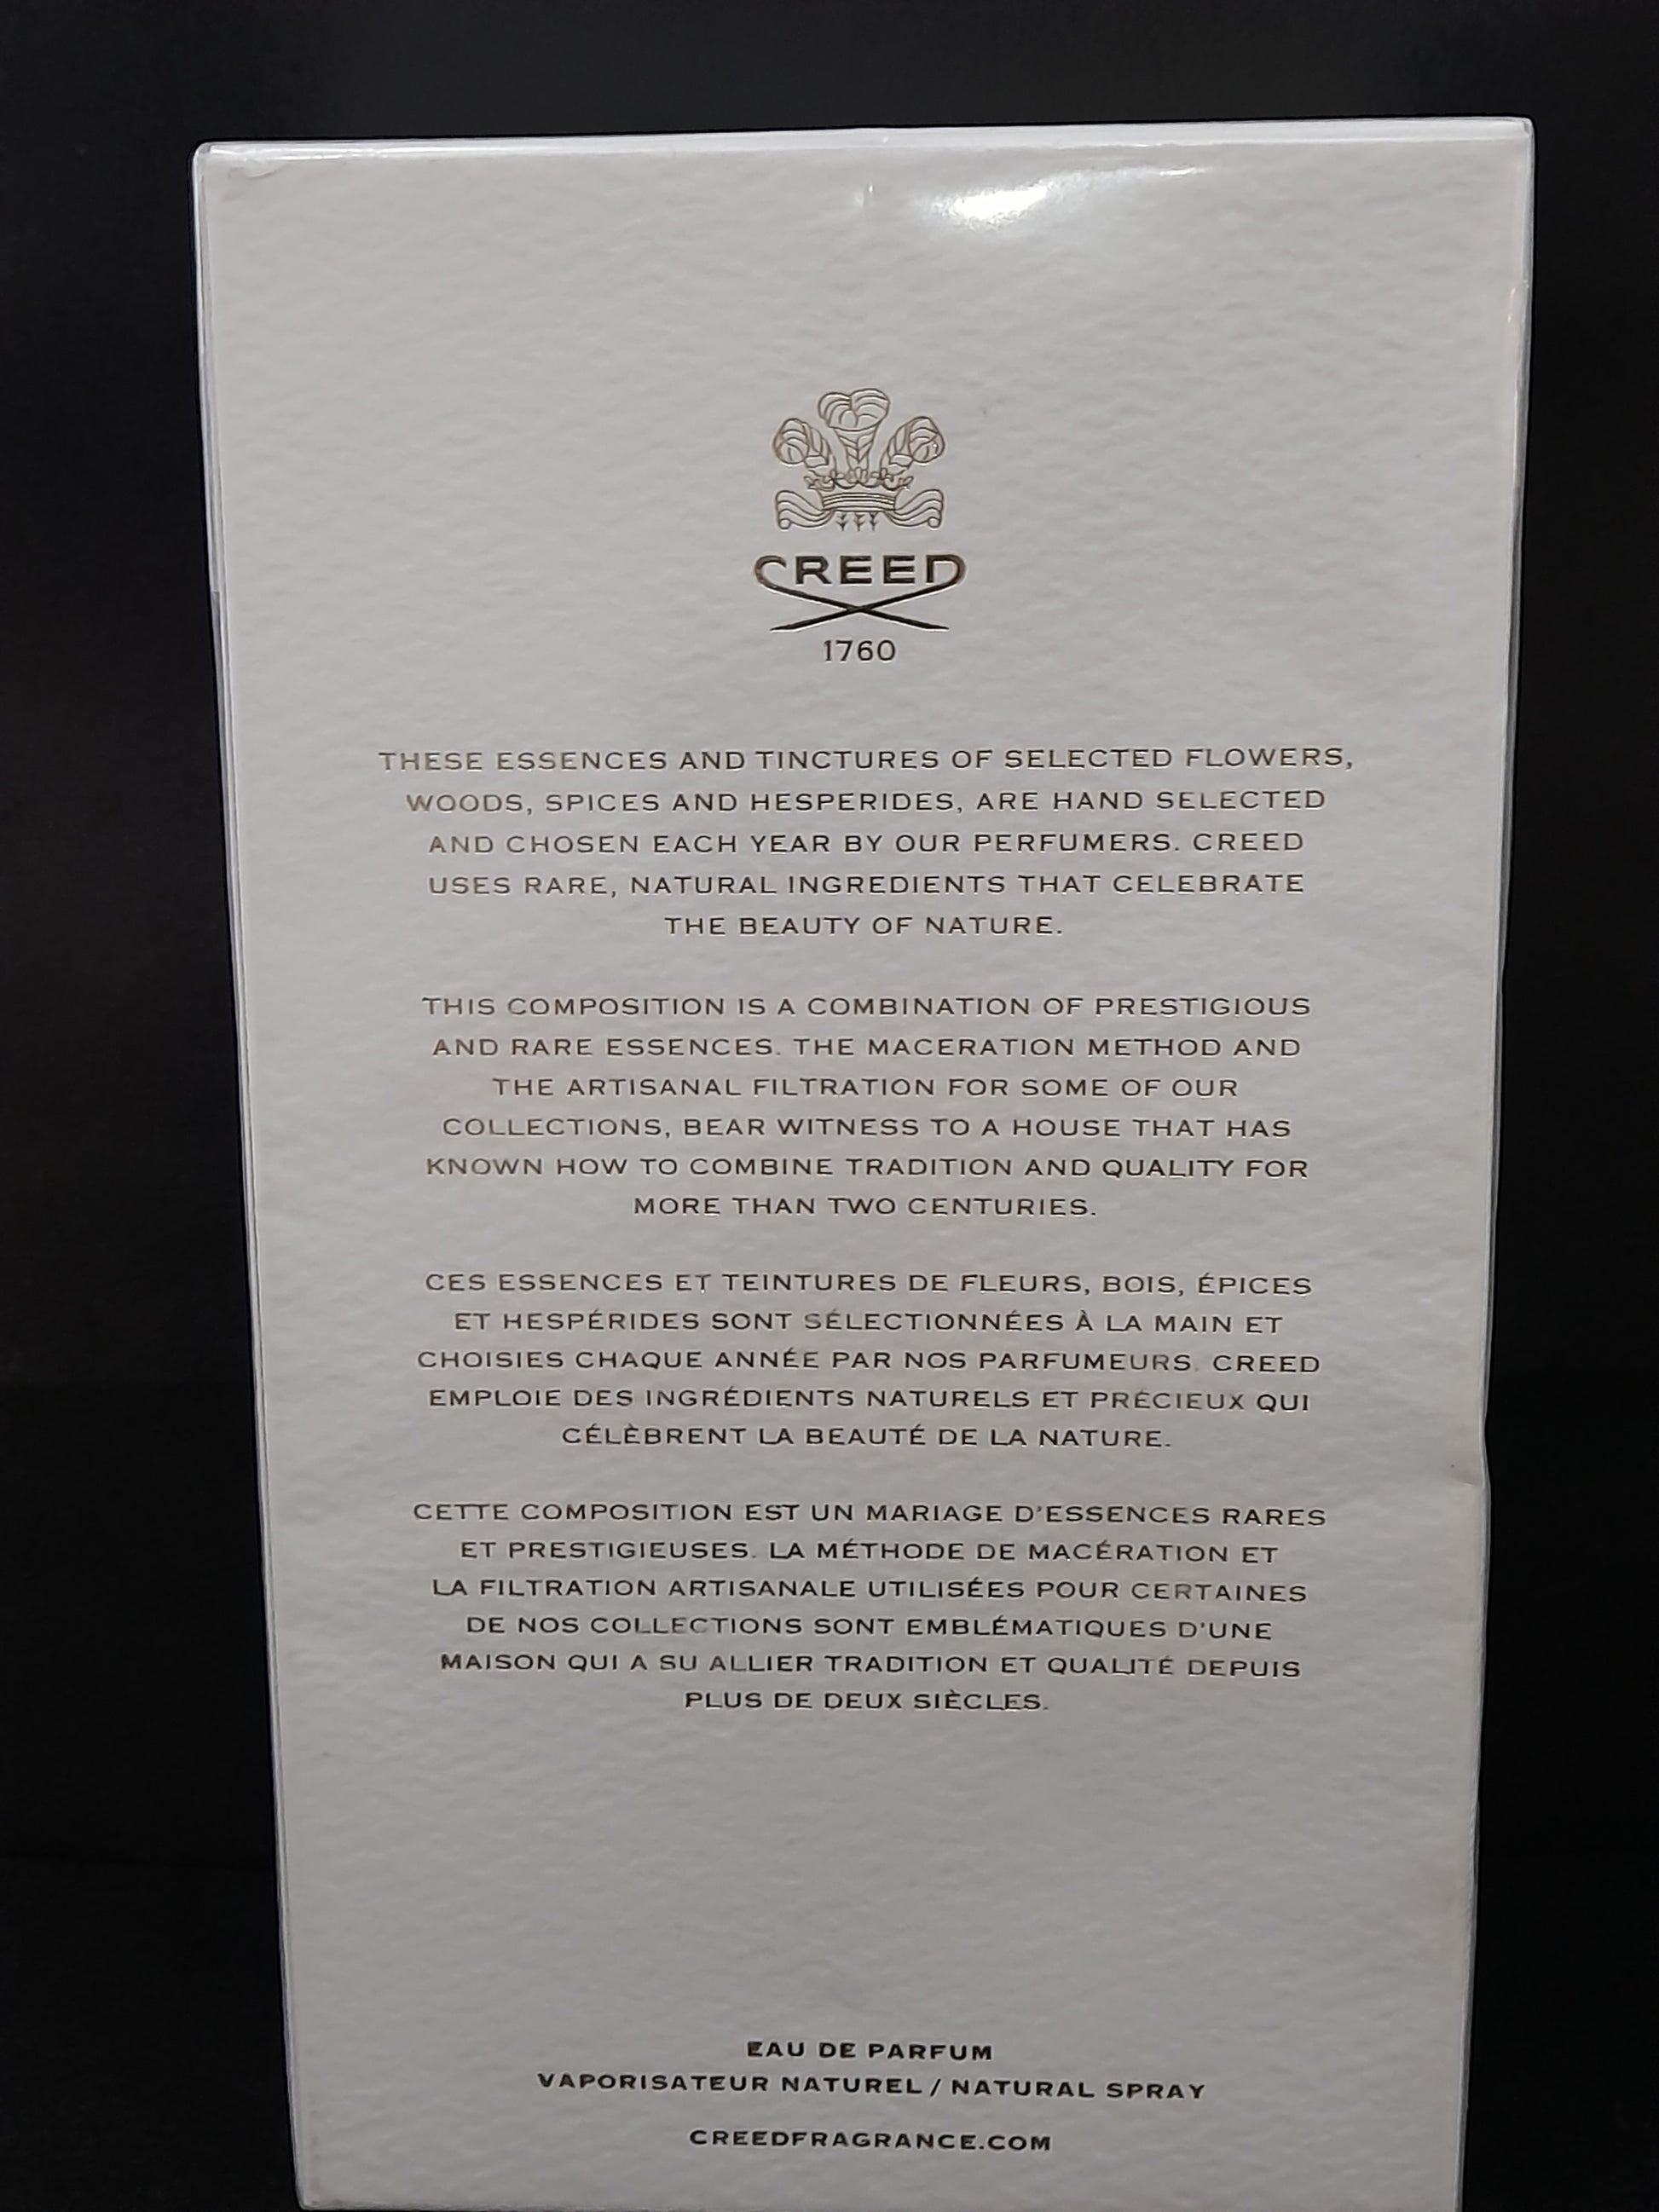 CREED
1760
THESE ESSENCES AND TINCTURES OF SELECTED FLOWERS,
WOODS, SPICES AND HESPERIDES, ARE HAND SELECTED
AND CHOSEN EACH YEAR BY OUR PERFUMERS. CREED
USES RARE, NATURAL INGREDIENTS THAT CELEBRATE
THE BEAUTY OF NATURE.
THIS COMPOSITION IS A COMBINATION OF PRESTIGIOUS
AND RARE ESSENCES. THE MACERATION METHOD AND
THE ARTISANAL FILTRATION FOR SOME OF OUR
COLLECTIONS, BEAR WITNESS TO A HOUSE THAT HAS
KNOWN HOW TO COMBINE TRADITION AND QUALITY FOR
MORE THAN TWO CENTURIES.
CES ESSENCES ET TEINTURES DE FLEURS, BOIS, ÉPICES
ET HESPÉRIDES SONT SÉLECTIONNÉES À LA MAIN ET
CHOISIES CHAQUE ANNÉE PAR NOS PARFUMEURS. CREED
EMPLOIE DES INGRÉDIENTS NATURELS ET PRÉCIEUX QUI
CÉLÈBRENT LA BEAUTÉ DE LA NATURE.
CETTE COMPOSITION EST UN MARIAGE D'ESSENCES RARES
ET PRESTIGIEUSES. LA MÉTHODE DE MACÉRATION ET
LA FILTRATION ARTISANALE UTILISÉES POUR CERTAINES
DE NOS COLLECTIONS SONT EMBLÉMATIQUES D'UNE
MAISON QUI A SU ALLIER TRADITION ET QUALITÉ DEPUIS
PLUS DE DEUX SIÈCLES.
EAU DE PARFUM
VAPORISATEUR NATUREL / NATURAL SPRAY
CREEDFRAGRANCE.COM